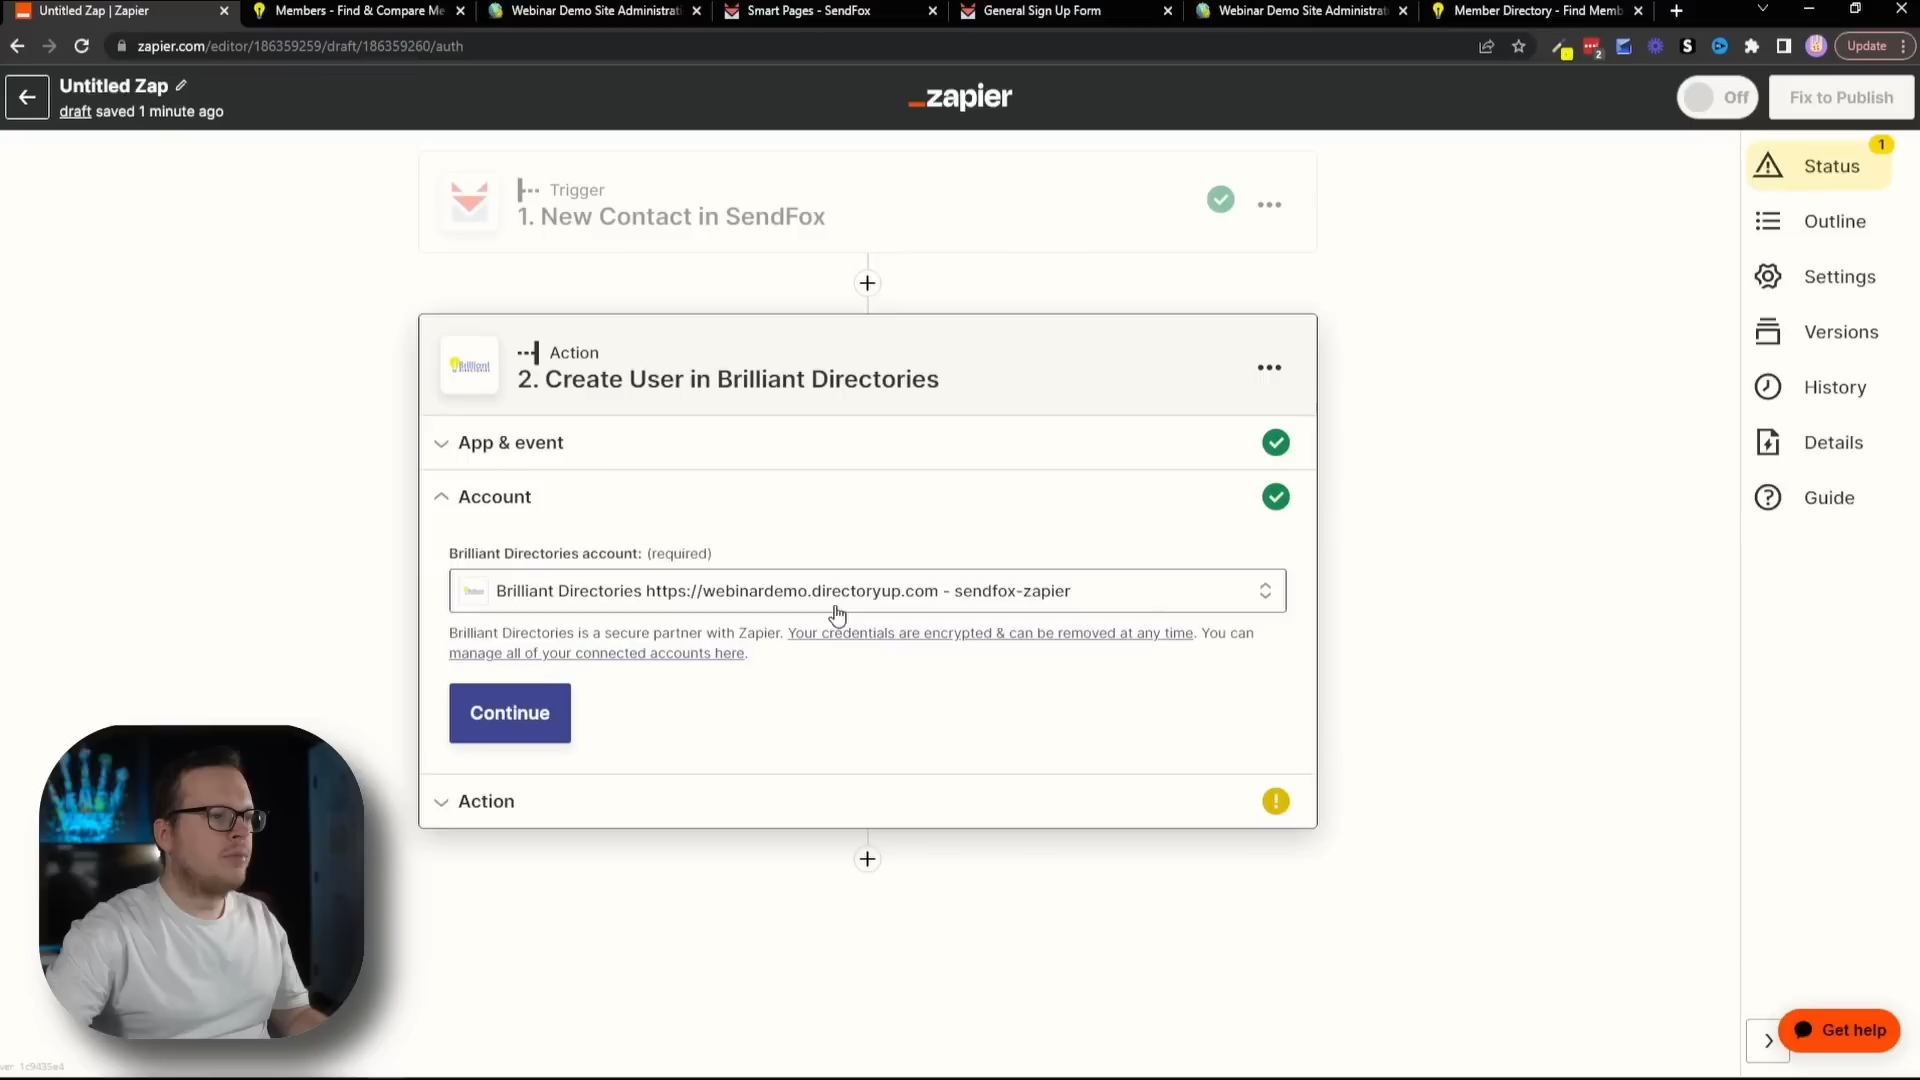 Untitled Zap | Zapier
Members - Find & Compare Me
Webinar Demo Site Administrati
Smart Pages - SendFox
General Sign Up Form
Webinar Demo Site Administrati
Member Directory - Find Memb
zapier.com/editor/186359259/draft/186359260/auth
2
Update
Untitled Zap
draft saved 1 minute ago
zapier
Off
Fix to Publish
Trigger
1. New Contact in SendFox
Action
2. Create User in Brilliant Directories
App & event
Account
Brilliant Directories account: (required)
Brilliant Directories https://webinardemo.directoryup.com - sendfox-zapier
Brilliant Directories is a secure partner with Zapier. Your credentials are encrypted & can be removed at any time. You can
manage all of your connected accounts here.
Continue
Action
1
Status
Outline
Settings
Versions
History
Details
Guide
Get help
ver 1c9435e4